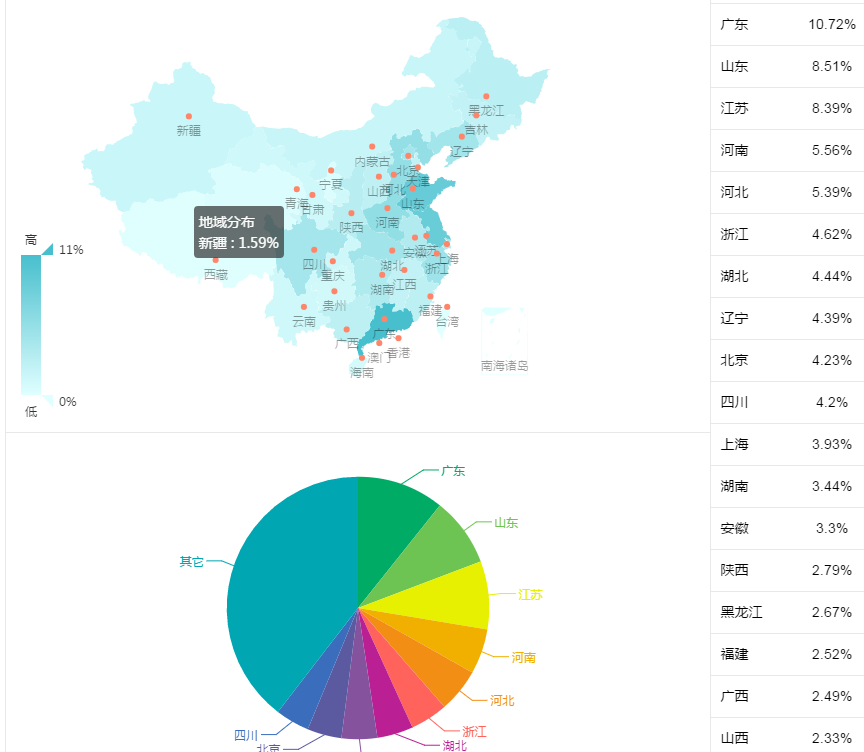 黑龙江
吉林
新疆
辽宁
内蒙古
北京
天津
宁夏
山西
河北
青海
甘肃
山东
地域分布
新疆 : 1.59%
陕西
河南
高
11%
安徽
江苏
上海
四川
湖北
浙江
西藏
重庆
湖南
江西
贵州
福建
云南
台湾
广西
广东
澳门
香港
南海诸岛
海南
0%
低
广东
山东
其它
江苏
河南
河北
四川
浙江
北京
湖北
广东 10.72%
山东 8.51%
江苏 8.39%
河南 5.56%
河北 5.39%
浙江 4.62%
湖北 4.44%
辽宁 4.39%
北京 4.23%
四川 4.2%
上海 3.93%
湖南 3.44%
安徽 3.3%
陕西 2.79%
黑龙江 2.67%
福建 2.52%
广西 2.49%
山西 2.33%